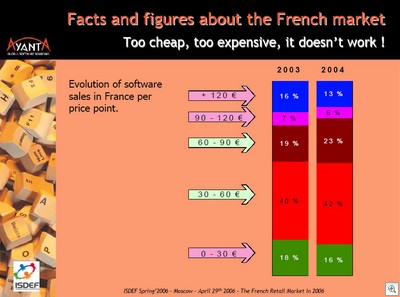 Facts and figures about the French market
Too cheap, too expensive, it doesn't work !
AYANTA
Evolution of software
sales in France per
price point.
2003 2004
+ 120 € 16 % 13 %
90 - 120 € 7 % 6 %
60 - 90 € 19 % 23 %
30 - 60 € 40 % 42 %
0 - 30 € 18 % 16 %
ISDEF
ISDEF Spring'2006 - Moscow - April 29th 2006 - The French Retail Market in 2006